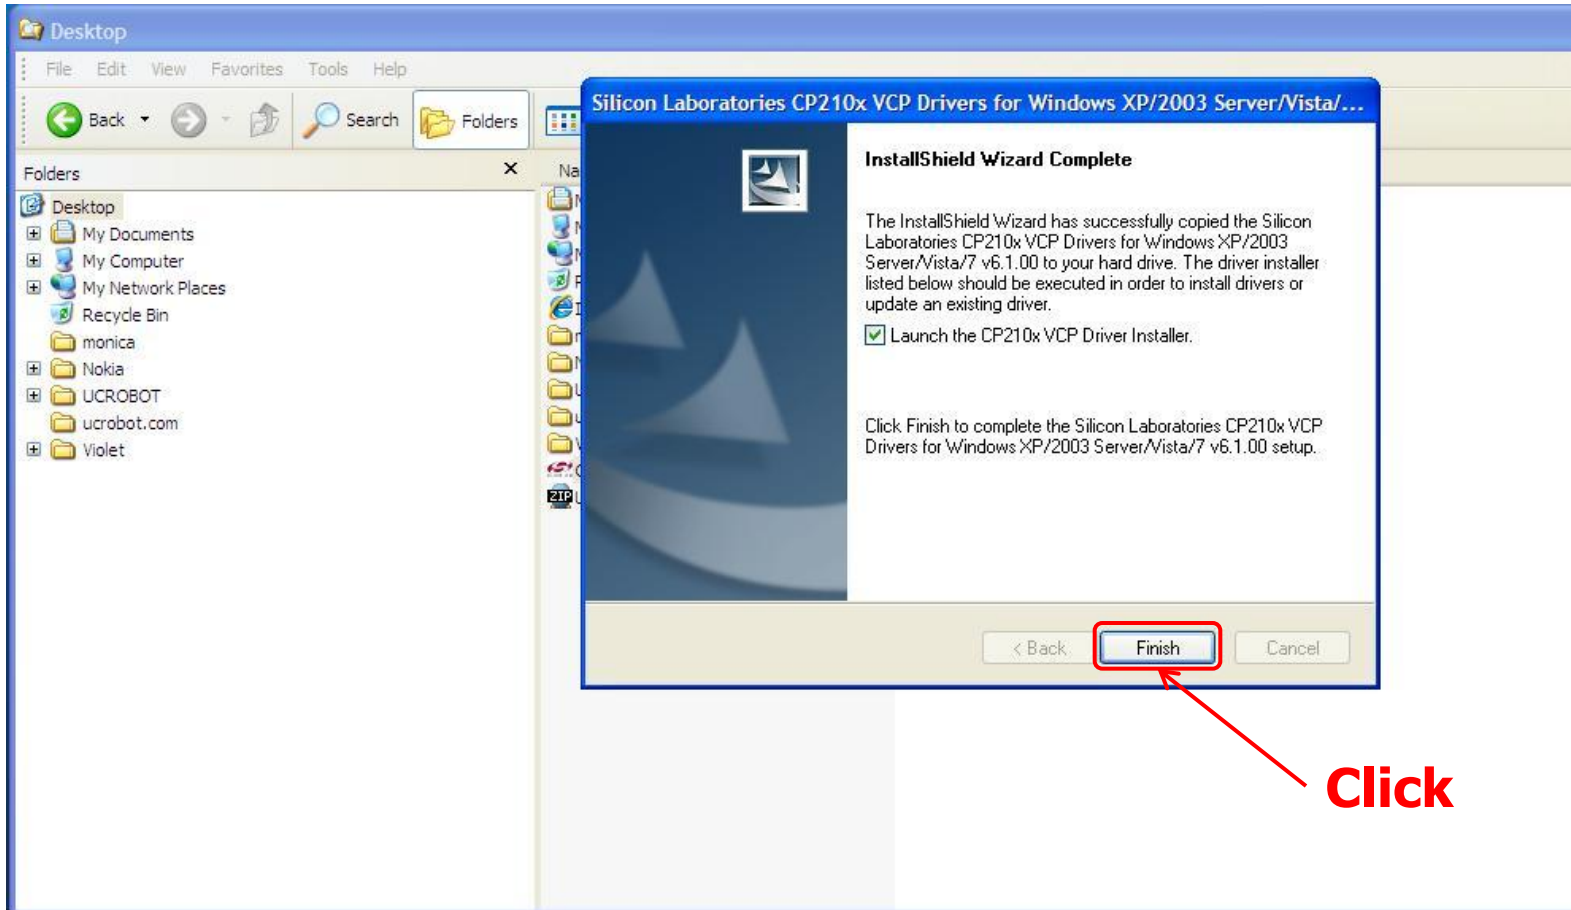 Desktop
File Edit View Favorites Tools Help
Back Search Folders
Folders
Desktop
My Documents
My Computer
My Network Places
Recycle Bin
monica
Nokia
UCROBOT
ucrobot.com
Violet
Na
ZIP
Silicon Laboratories CP210x VCP Drivers for Windows XP/2003 Server/Vista/...
InstallShield Wizard Complete
The InstallShield Wizard has successfully copied the Silicon
Laboratories CP210x VCP Drivers for Windows XP/2003
Server/Vista/7 v6.1.00 to your hard drive. The driver installer
listed below should be executed in order to install drivers or
update an existing driver.
Launch the CP210x VCP Driver Installer.
Click Finish to complete the Silicon Laboratories CP210x VCP
Drivers for Windows XP/2003 Server/Vista/7 v6.1.00 setup.
< Back Finish Cancel
Click